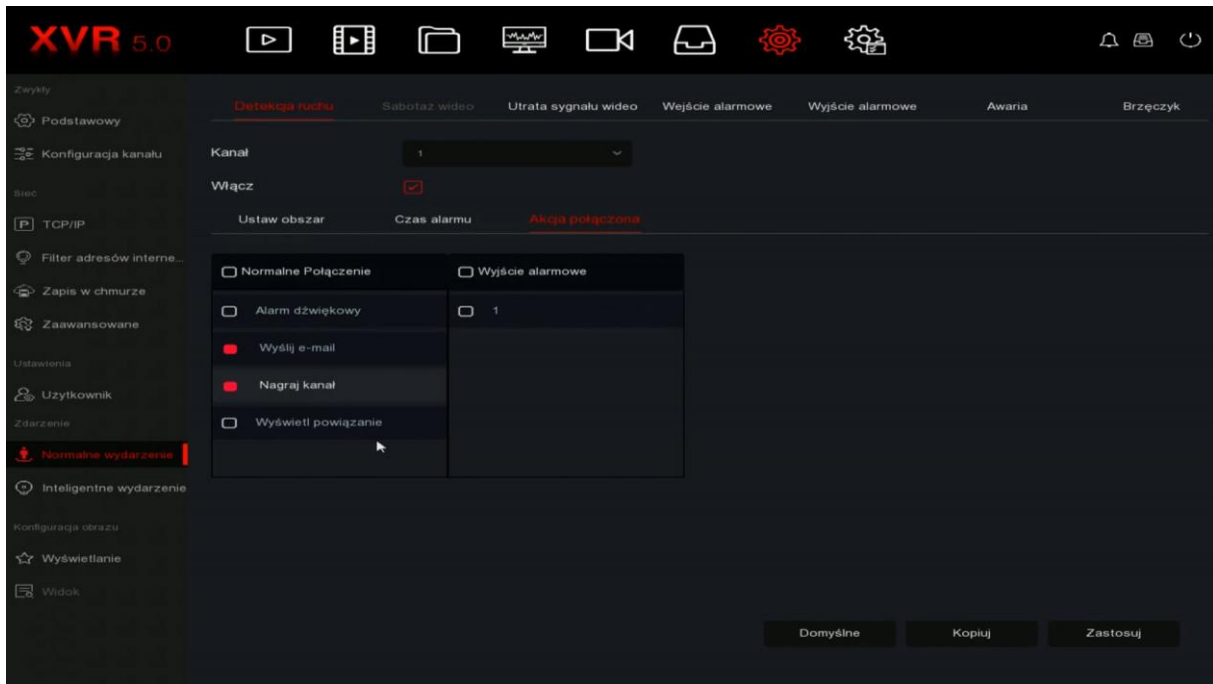 XVR 5.0
Zwykły
Podstawowy
Konfiguracja kanału
Sieć
TCP/IP
Filter adresów interne...
Zapis w chmurze
Zaawansowane
Ustawienia
Użytkownik
Zdarzenie
Normalne wydarzenie
Inteligentne wydarzenie
Konfiguracja obrazu
Wyświetlanie
Widok
Detekcja ruchu Sabotaż wideo Utrata sygnału wideo Wejście alarmowe Wyjście alarmowe Awaria Brzęczyk
Kanał 1
Włącz
Ustaw obszar Czas alarmu Akcja połączona
Normalne Połączenie Wyjście alarmowe
Alarm dźwiękowy 1
Wyślij e-mail
Nagraj kanał
Wyświetl powiązanie
Domyślne Kopiuj Zastosuj